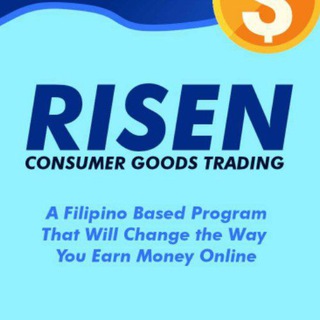 RISEN
CONSUMER GOODS TRADING
A Filipino Based Program
That Will Change the Way
You Earn Money Online